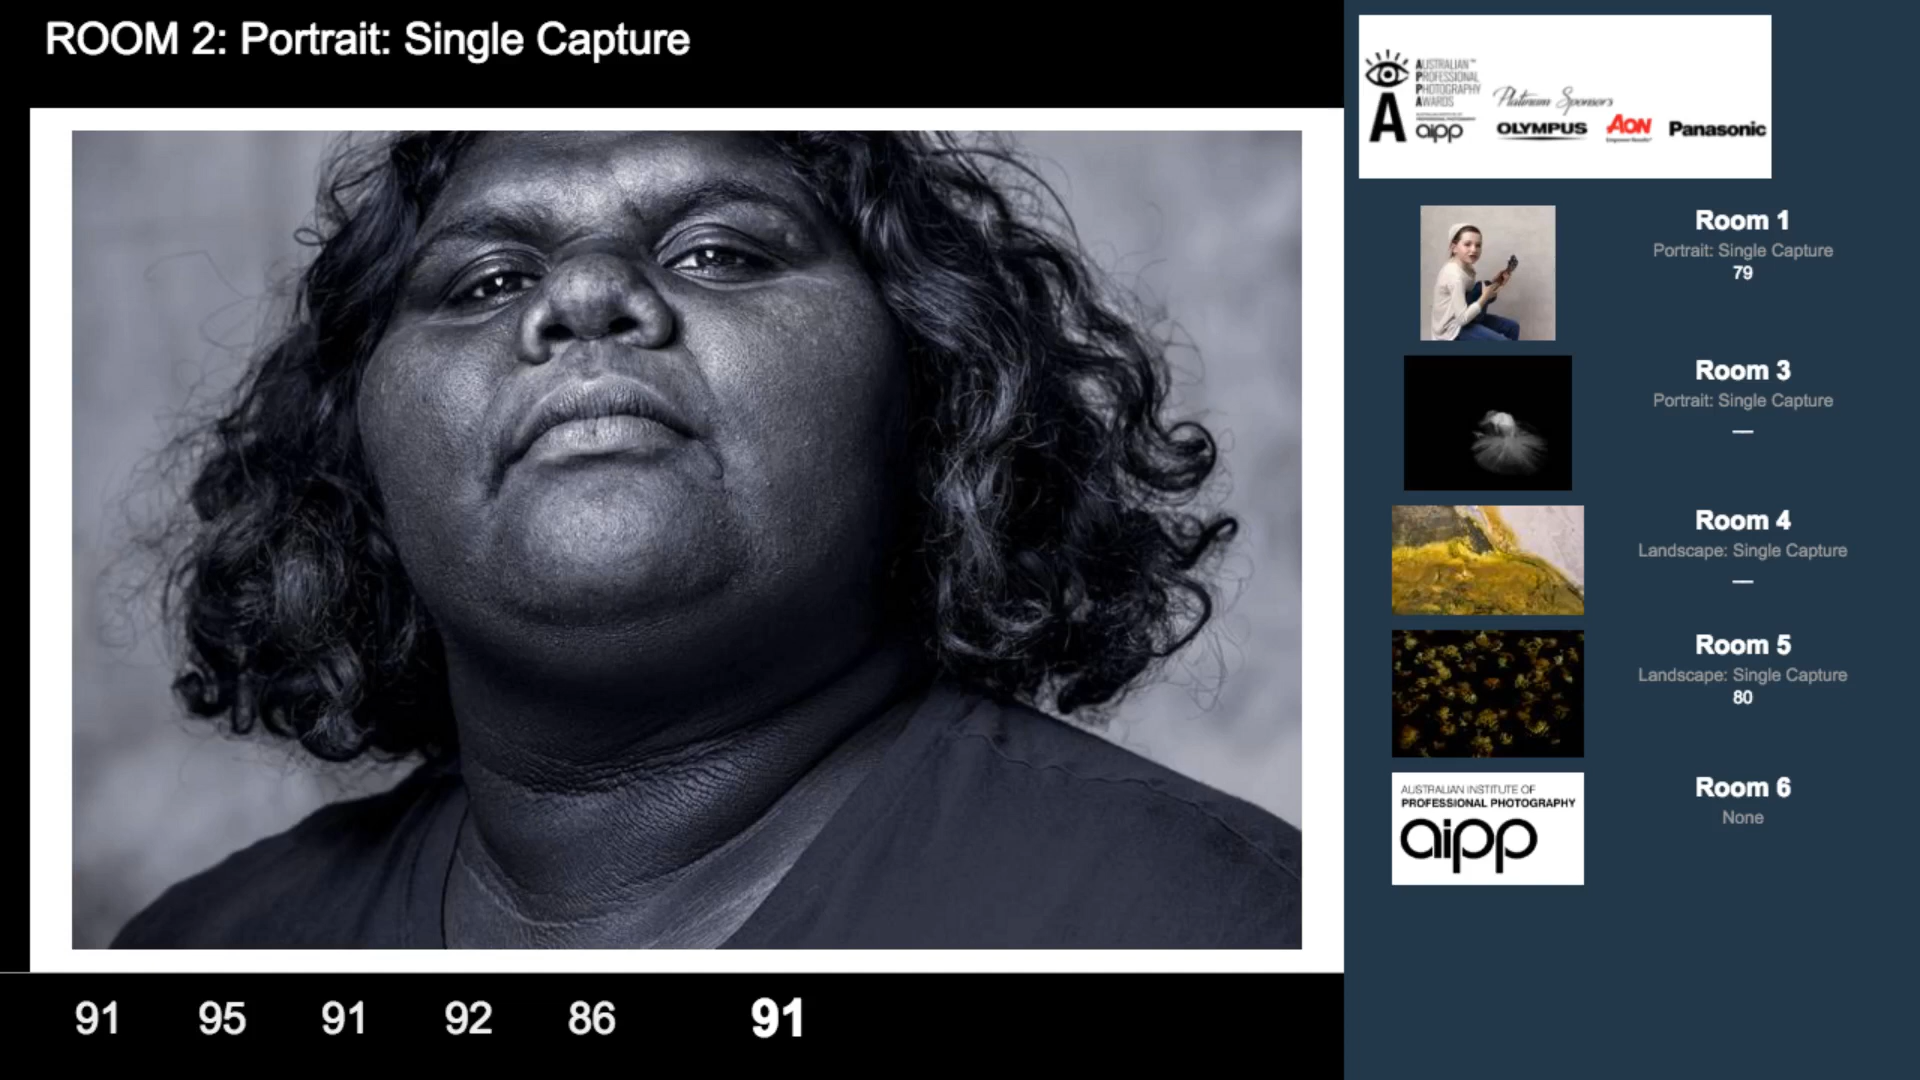 ROOM 2: Portrait: Single Capture
91 95 91 92 86 91
AUSTRALIAN™
PROFESSIONAL
PHOTOGRAPHY
AWARDS
aipp
Platinum Sponsors
OLYMPUS AON Panasonic
Room 1
Portrait: Single Capture
79
Room 3
Portrait: Single Capture
—
Room 4
Landscape: Single Capture
—
Room 5
Landscape: Single Capture
80
AUSTRALIAN INSTITUTE OF
PROFESSIONAL PHOTOGRAPHY
aipp
Room 6
None